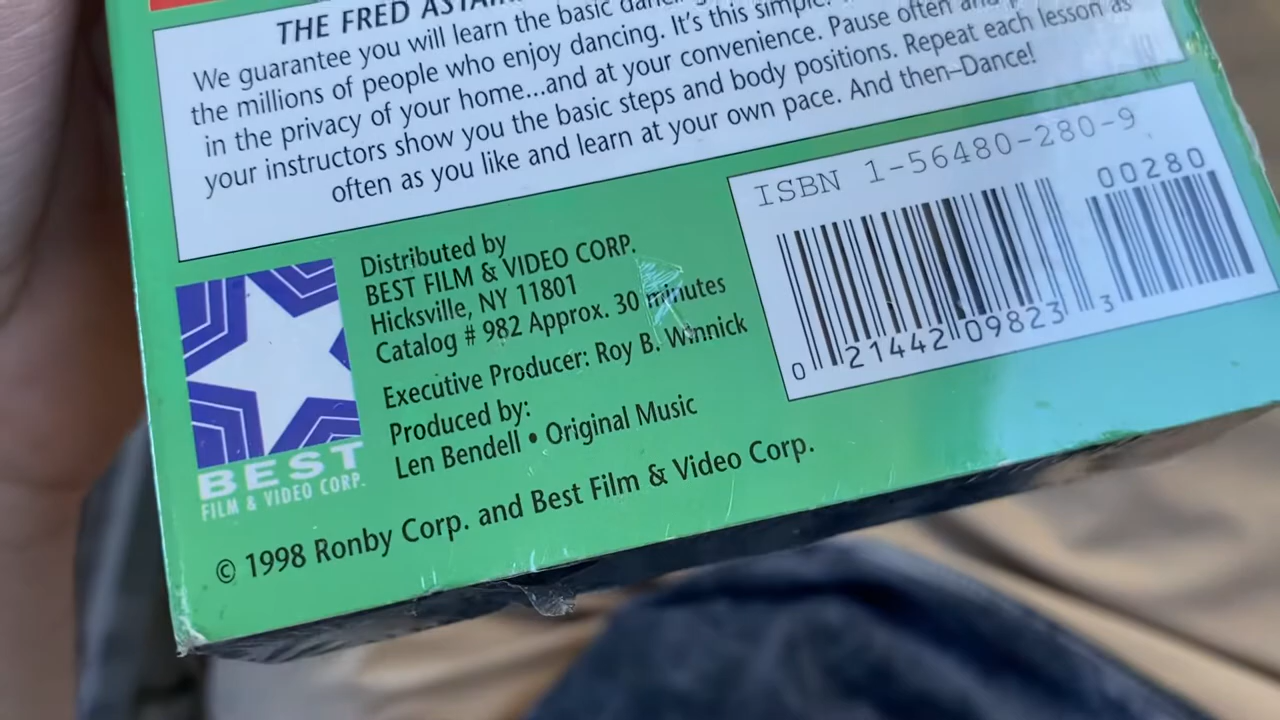 THE FRED
We guarantee you will learn the basic
the millions of people who enjoy dancing. It's this simple.
in the privacy of your home...and at your convenience. Pause often and
your instructors show you the basic steps and body positions. Repeat each lesson as
often as you like and learn at your own pace. And then–Dance!
Distributed by
BEST FILM & VIDEO CORP.
Hicksville, NY 11801
Catalog # 982 Approx. 30 minutes
Executive Producer: Roy B. Winnick
Produced by:
Len Bendell • Original Music
BEST
FILM & VIDEO CORP.
© 1998 Ronby Corp. and Best Film & Video Corp.
ISBN 1-56480-280-9
00280
0 21442 09823 3